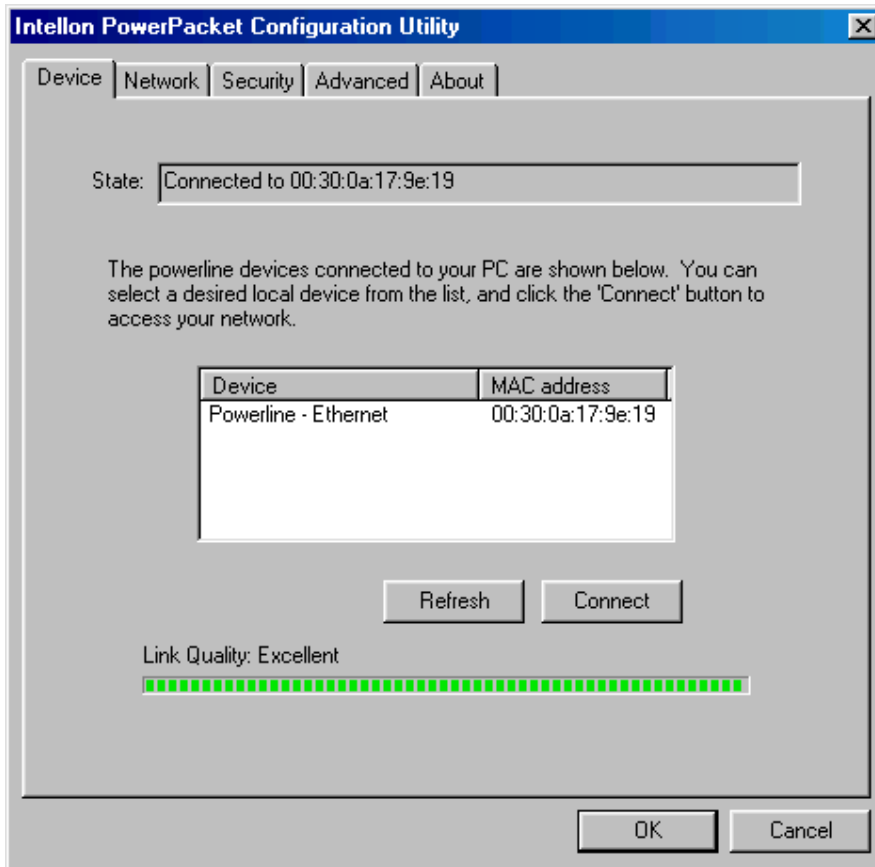 Intellon PowerPacket Configuration Utility
Device Network Security Advanced About
State: Connected to 00:30:0a:17:9e:19
The powerline devices connected to your PC are shown below. You can
select a desired local device from the list, and click the 'Connect' button to
access your network.
Device MAC address
Powerline - Ethernet 00:30:0a:17:9e:19
Refresh Connect
Link Quality: Excellent
OK Cancel